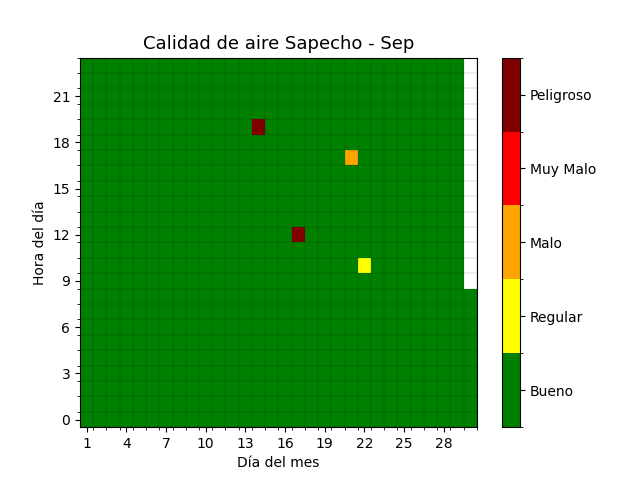 Calidad de aire Sapecho - Sep
Hora del día
21
18
15
12
9
6
3
0
1 4 7 10 13 16 19 22 25 28
Día del mes
Peligroso
Muy Malo
Malo
Regular
Bueno